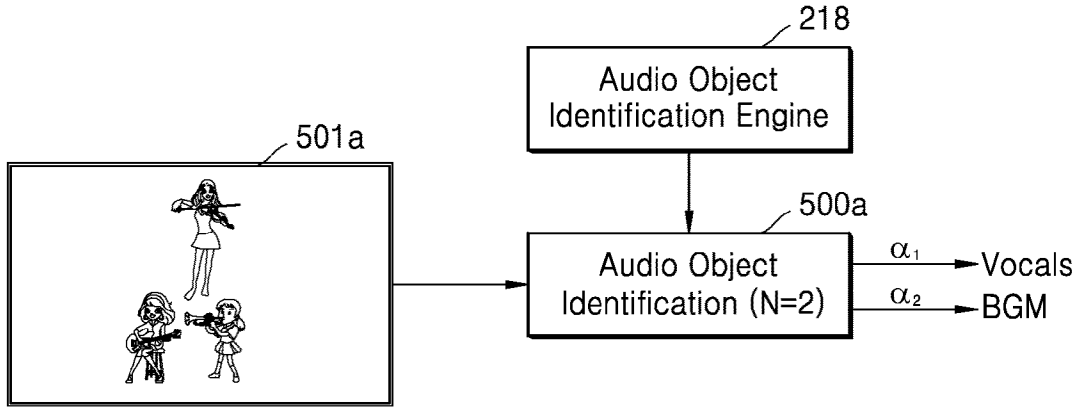 218
Audio Object
Identification Engine
501a
500a
Audio Object
Identification (N=2)
α₁
Vocals
α₂
BGM